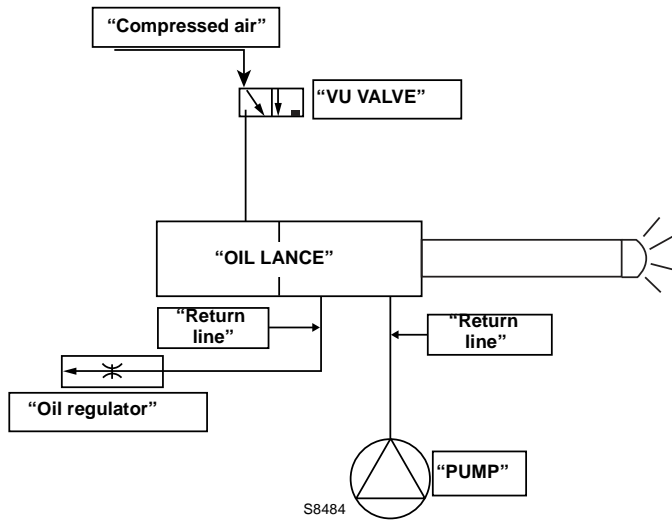 “Compressed air”
“VU VALVE”
“OIL LANCE”
“Return
line”
“Return
line”
“Oil regulator”
“PUMP”
S8484